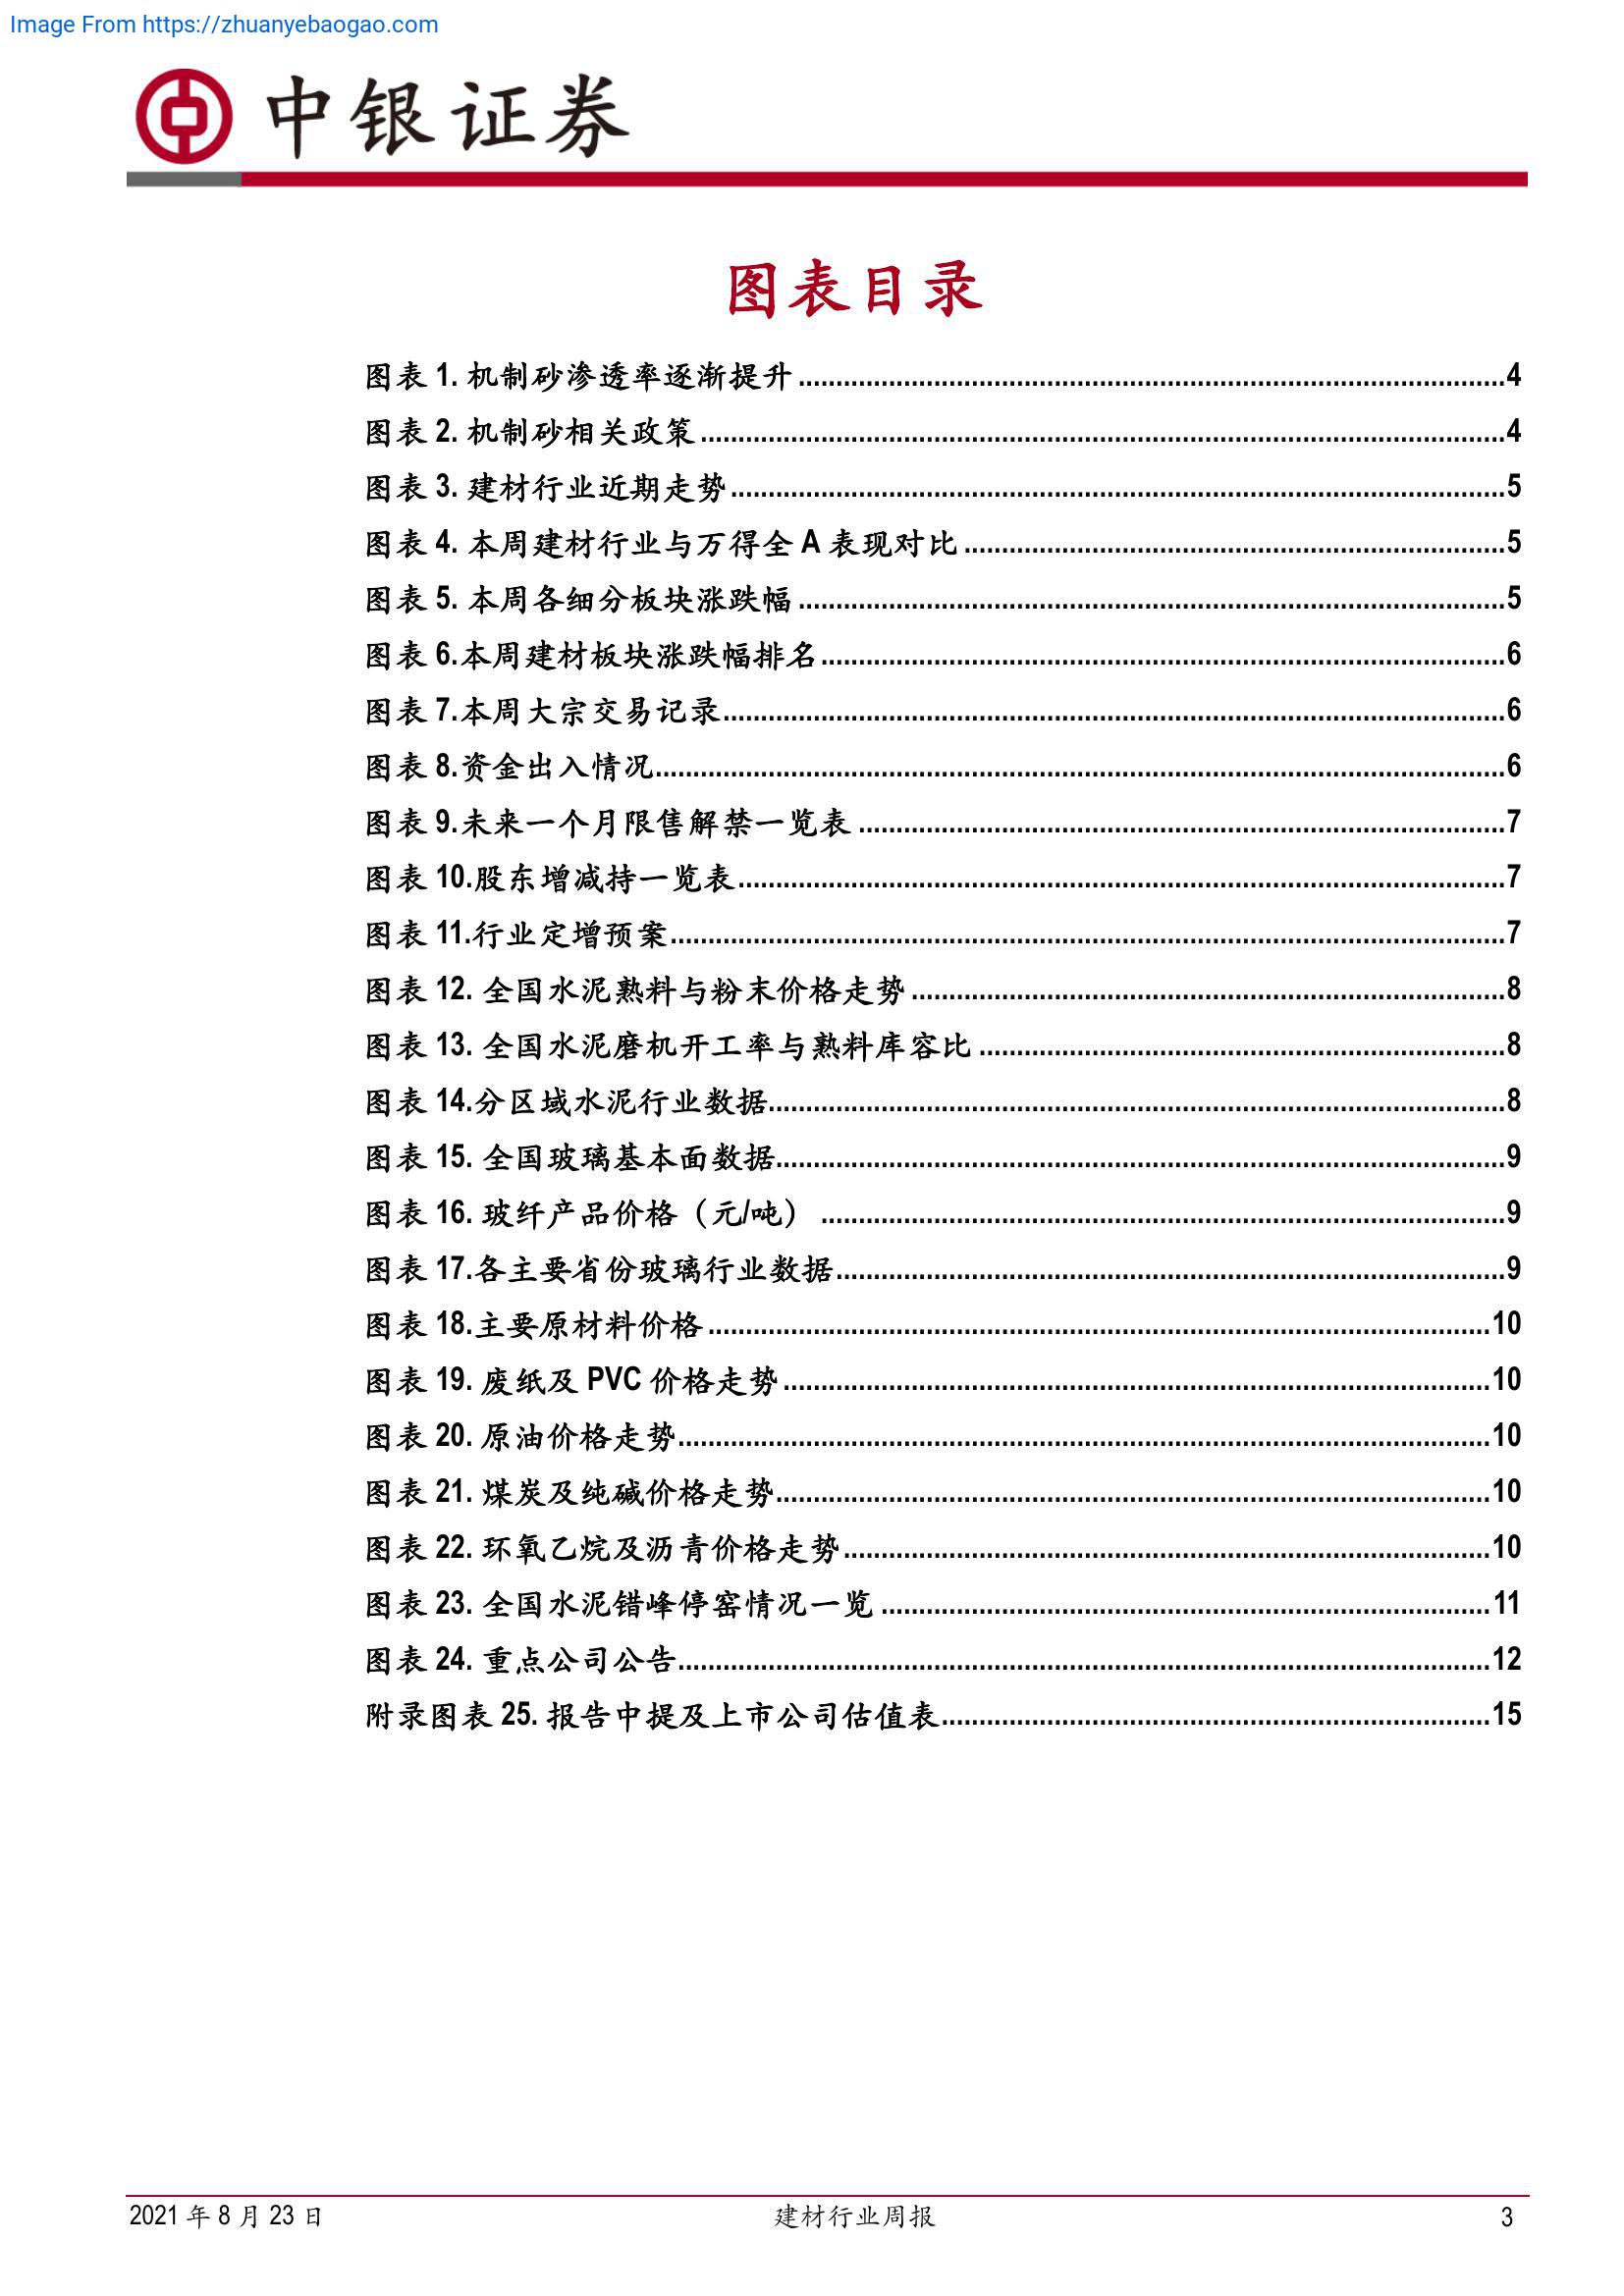 Image From https://zhuanyebaogao.com
中银证券
图表目录
图表 1. 机制砂渗透率逐渐提升 ........ 4
图表 2. 机制砂相关政策 ........ 4
图表 3. 建材行业近期走势 ........ 5
图表 4. 本周建材行业与万得全 A 表现对比 ........ 5
图表 5. 本周各细分板块涨跌幅 ........ 5
图表 6.本周建材板块涨跌幅排名 ........ 6
图表 7.本周大宗交易记录 ........ 6
图表 8.资金出入情况 ........ 6
图表 9.未来一个月限售解禁一览表 ........ 7
图表 10.股东增减持一览表 ........ 7
图表 11.行业定增预案 ........ 7
图表 12. 全国水泥熟料与粉末价格走势 ........ 8
图表 13. 全国水泥磨机开工率与熟料库容比 ........ 8
图表 14.分区域水泥行业数据 ........ 8
图表 15. 全国玻璃基本面数据 ........ 9
图表 16. 玻纤产品价格（元/吨） ........ 9
图表 17.各主要省份玻璃行业数据 ........ 9
图表 18.主要原材料价格 ........ 10
图表 19. 废纸及 PVC 价格走势 ........ 10
图表 20. 原油价格走势 ........ 10
图表 21. 煤炭及纯碱价格走势 ........ 10
图表 22. 环氧乙烷及沥青价格走势 ........ 10
图表 23. 全国水泥错峰停窑情况一览 ........ 11
图表 24. 重点公司公告 ........ 12
附录图表 25. 报告中提及上市公司估值表 ........ 15
2021 年 8 月 23 日 建材行业周报 3